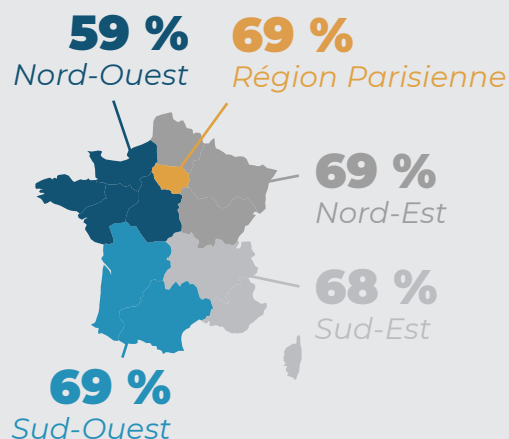 59 %
Nord-Ouest
69 %
Région Parisienne
69 %
Nord-Est
68 %
Sud-Est
69 %
Sud-Ouest